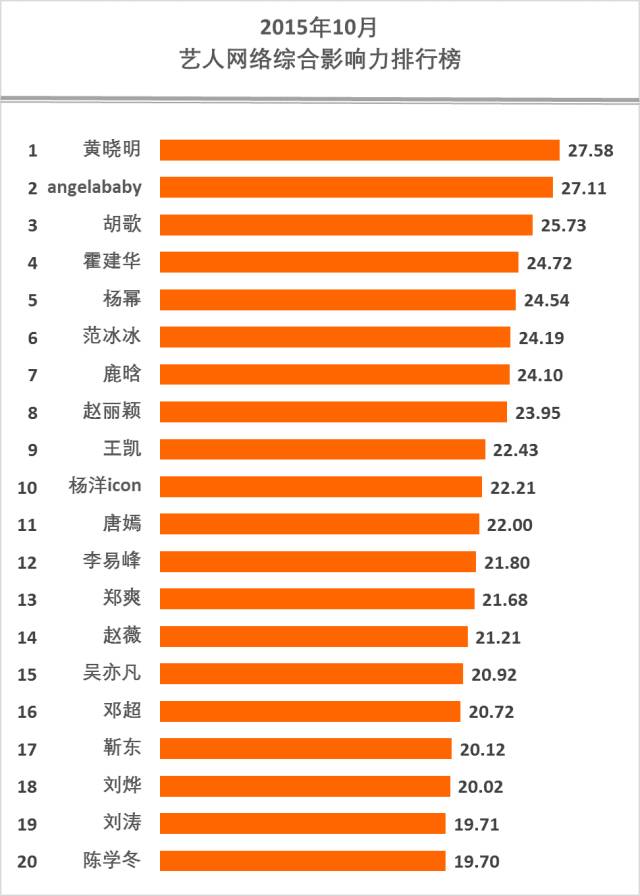 2015年10月
艺人网络综合影响力排行榜
1 黄晓明 27.58
2 angelababy 27.11
3 胡歌 25.73
4 霍建华 24.72
5 杨幂 24.54
6 范冰冰 24.19
7 鹿晗 24.10
8 赵丽颖 23.95
9 王凯 22.43
10 杨洋icon 22.21
11 唐嫣 22.00
12 李易峰 21.80
13 郑爽 21.68
14 赵薇 21.21
15 吴亦凡 20.92
16 邓超 20.72
17 靳东 20.12
18 刘烨 20.02
19 刘涛 19.71
20 陈学冬 19.70